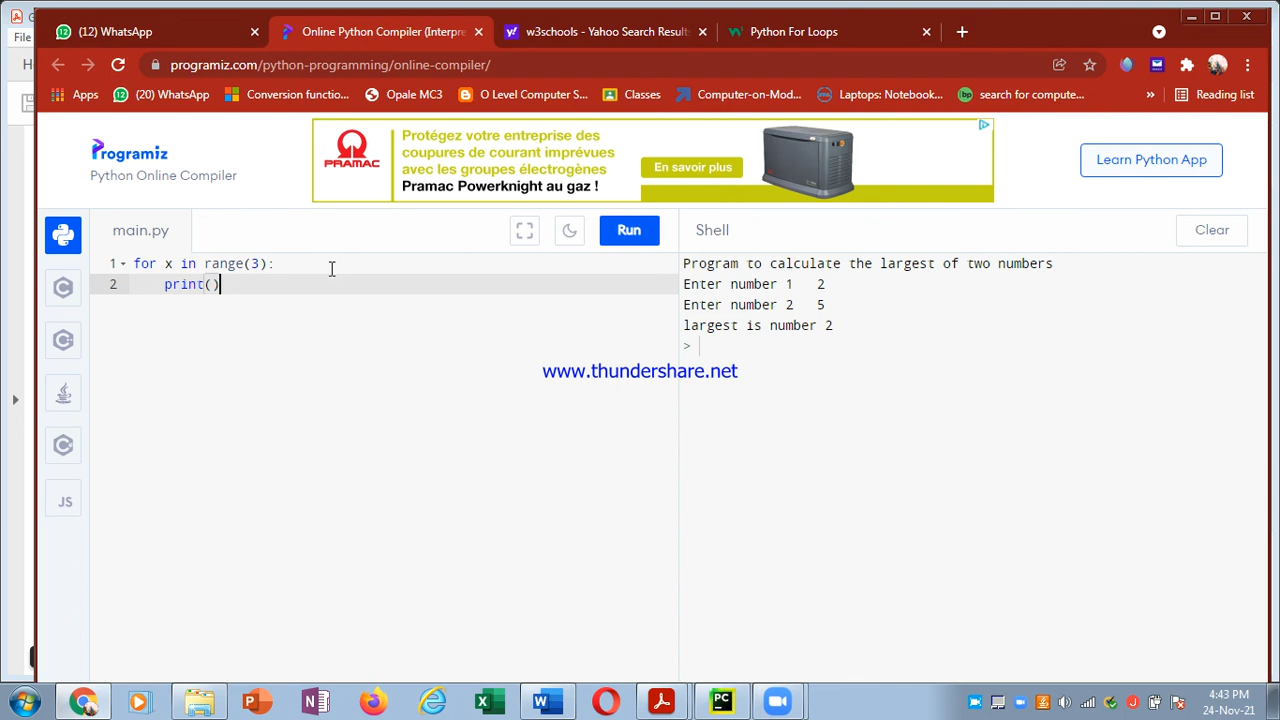 File
(12) WhatsApp
Online Python Compiler (Interpre
w3schools - Yahoo Search Results
Python For Loops
programiz.com/python-programming/online-compiler/
Apps
(20) WhatsApp
Conversion functio...
Opale MC3
O Level Computer S...
Classes
Computer-on-Mod...
Laptops: Notebook...
search for compute...
»
Reading list
Programiz
Python Online Compiler
PRAMAC
Protégez votre entreprise des
coupures de courant imprévues
avec les groupes électrogènes
Pramac Powerknight au gaz !
En savoir plus
Learn Python App
main.py
Run
Shell
Clear
1 for x in range(3):
2 print()
Program to calculate the largest of two numbers
Enter number 1 2
Enter number 2 5
largest is number 2
>
www.thundershare.net
JS
4:43 PM
24-Nov-21